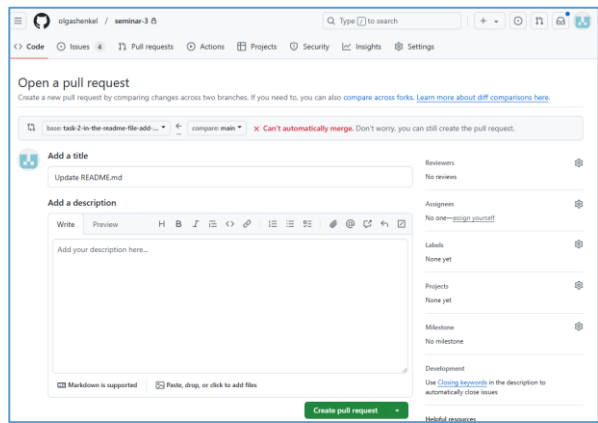 olgashenkel / seminar-3
Type / to search
Code Issues 4 Pull requests Actions Projects Security Insights Settings
Open a pull request
Create a new pull request by comparing changes across two branches. If you need to, you can also compare across forks. Learn more about diff comparisons here.
base: task-2-in-the-readme-file-add-... compare: main Can't automatically merge. Don't worry, you can still create the pull request.
Add a title
Update README.md
Add a description
Write Preview
Add your description here...
Markdown is supported Paste, drop, or click to add files
Create pull request
Reviewers
No reviews
Assignees
No one—assign yourself
Labels
None yet
Projects
None yet
Milestone
No milestone
Development
Use Closing keywords in the description to
automatically close issues
Helpful resources